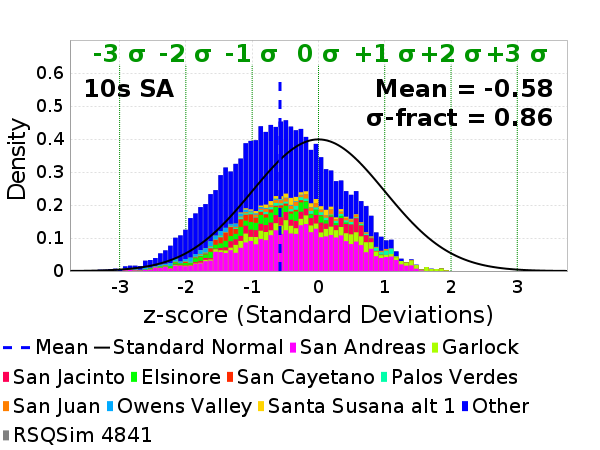 -3 σ -2 σ -1 σ 0 σ +1 σ +2 σ +3 σ
10s SA
Mean = -0.58
σ-fract = 0.86
0.6
0.5
0.4
0.3
0.2
0.1
0
Density
-3 -2 -1 0 1 2 3
z-score (Standard Deviations)
Mean Standard Normal San Andreas Garlock
San Jacinto Elsinore San Cayetano Palos Verdes
San Juan Owens Valley Santa Susana alt 1 Other
RSQSim 4841